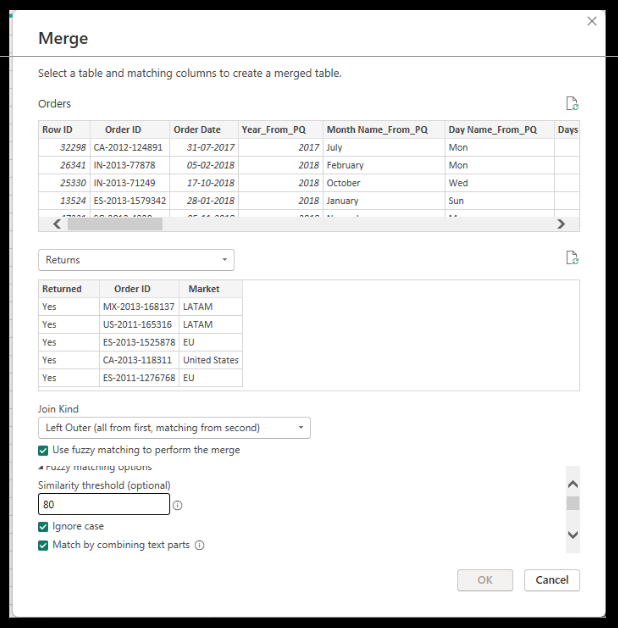 Merge
Select a table and matching columns to create a merged table.
Orders
Row ID Order ID Order Date Year_From_PQ Month Name_From_PQ Day Name_From_PQ Days
32298 CA-2012-124891 31-07-2017 2017 July Mon
26341 IN-2013-77878 05-02-2018 2018 February Mon
25330 IN-2013-71249 17-10-2018 2018 October Wed
13524 ES-2013-1579342 28-01-2018 2018 January Sun
Returns
Returned Order ID Market
Yes MX-2013-168137 LATAM
Yes US-2011-165316 LATAM
Yes ES-2013-1525878 EU
Yes CA-2013-118311 United States
Yes ES-2011-1276768 EU
Join Kind
Left Outer (all from first, matching from second)
Use fuzzy matching to perform the merge
Fuzzy matching options
Similarity threshold (optional)
80
Ignore case
Match by combining text parts
OK Cancel